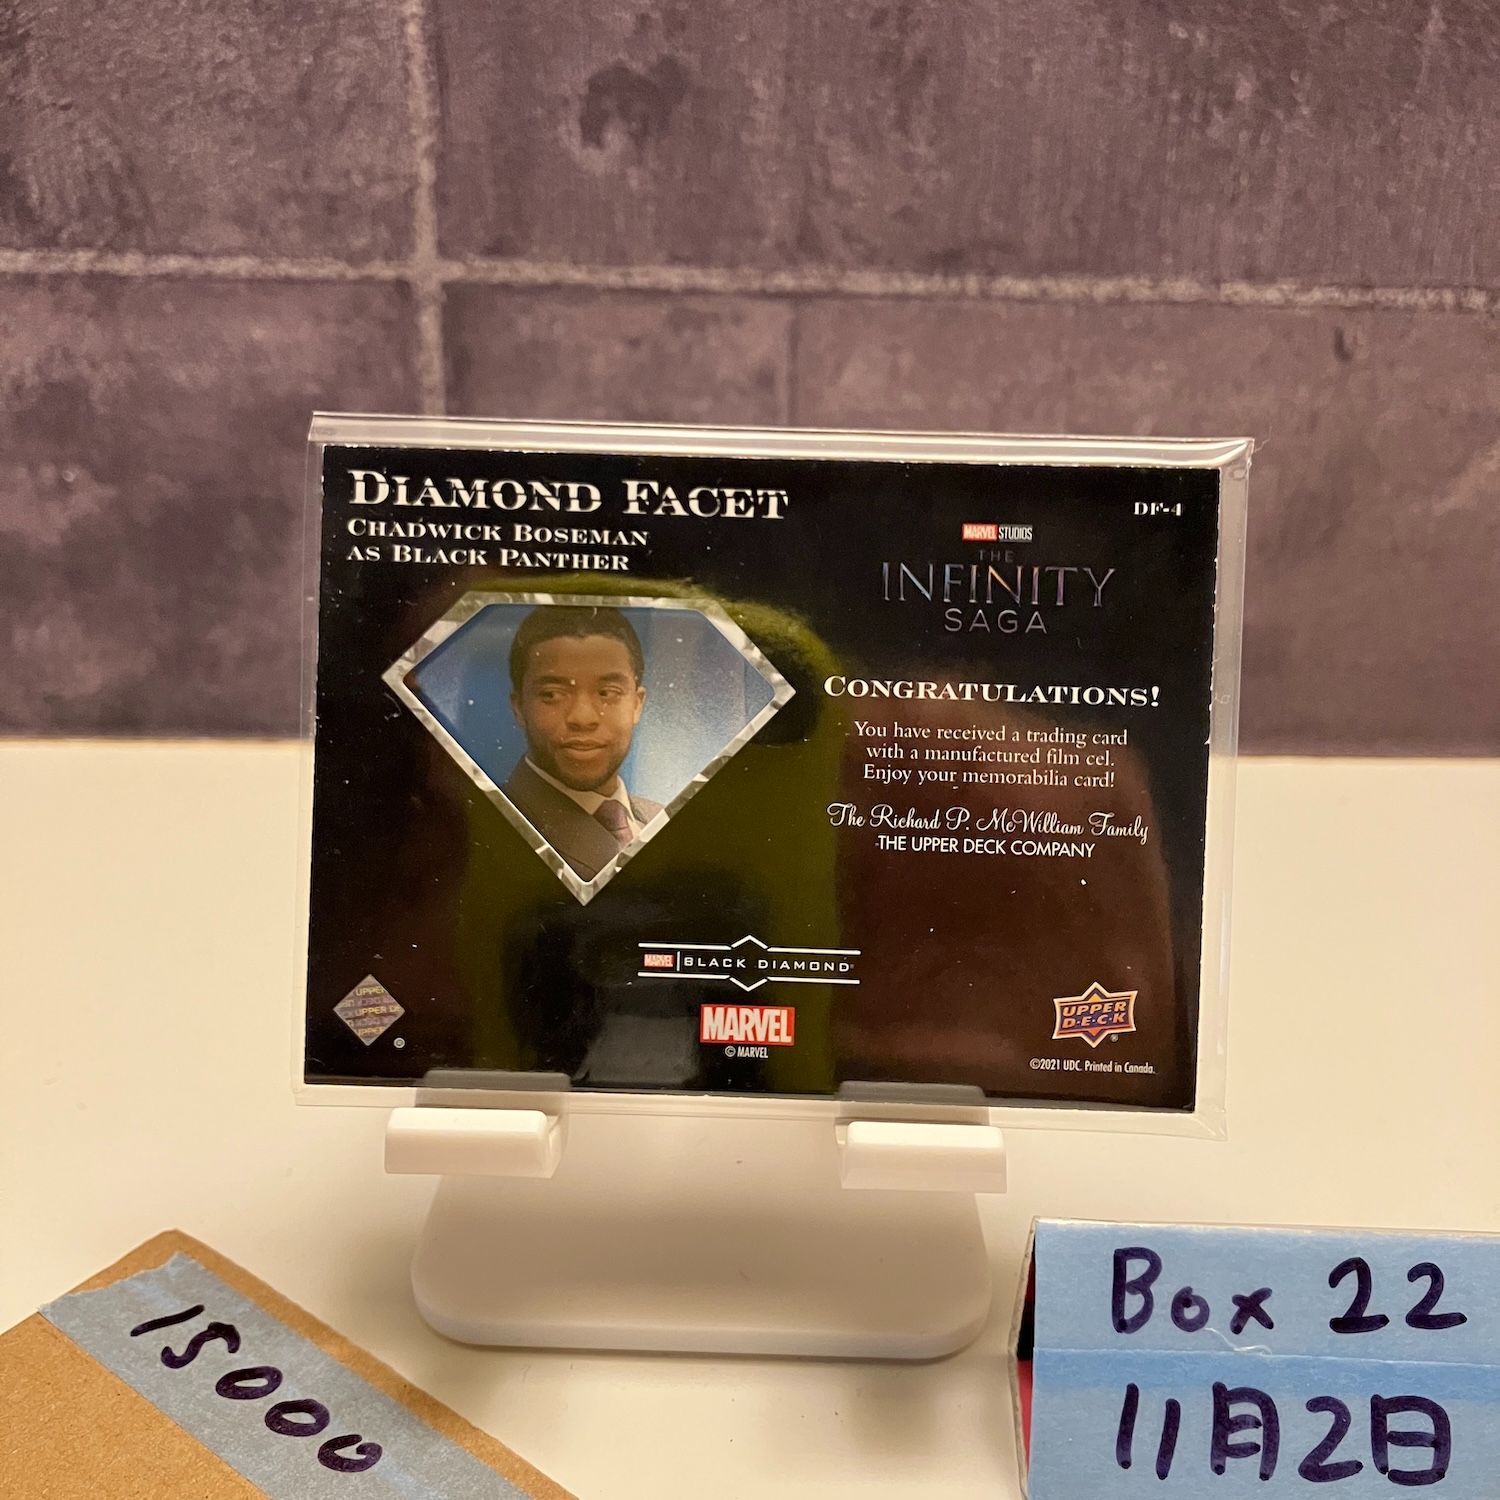 DIAMOND FACET
CHADWICK BOSEMAN
AS BLACK PANTHER
DF-4
MARVEL STUDIOS
THE
INFINITY
SAGA
CONGRATULATIONS!
You have received a trading card
with a manufactured film cel.
Enjoy your memorabilia card!
The Richard P. McWilliam Family
THE UPPER DECK COMPANY
MARVEL BLACK DIAMOND
MARVEL
© MARVEL
UPPER
UPPER
UPPER
DECK
©2021 UDC. Printed in Canada.
15000
Box 22
11月2日